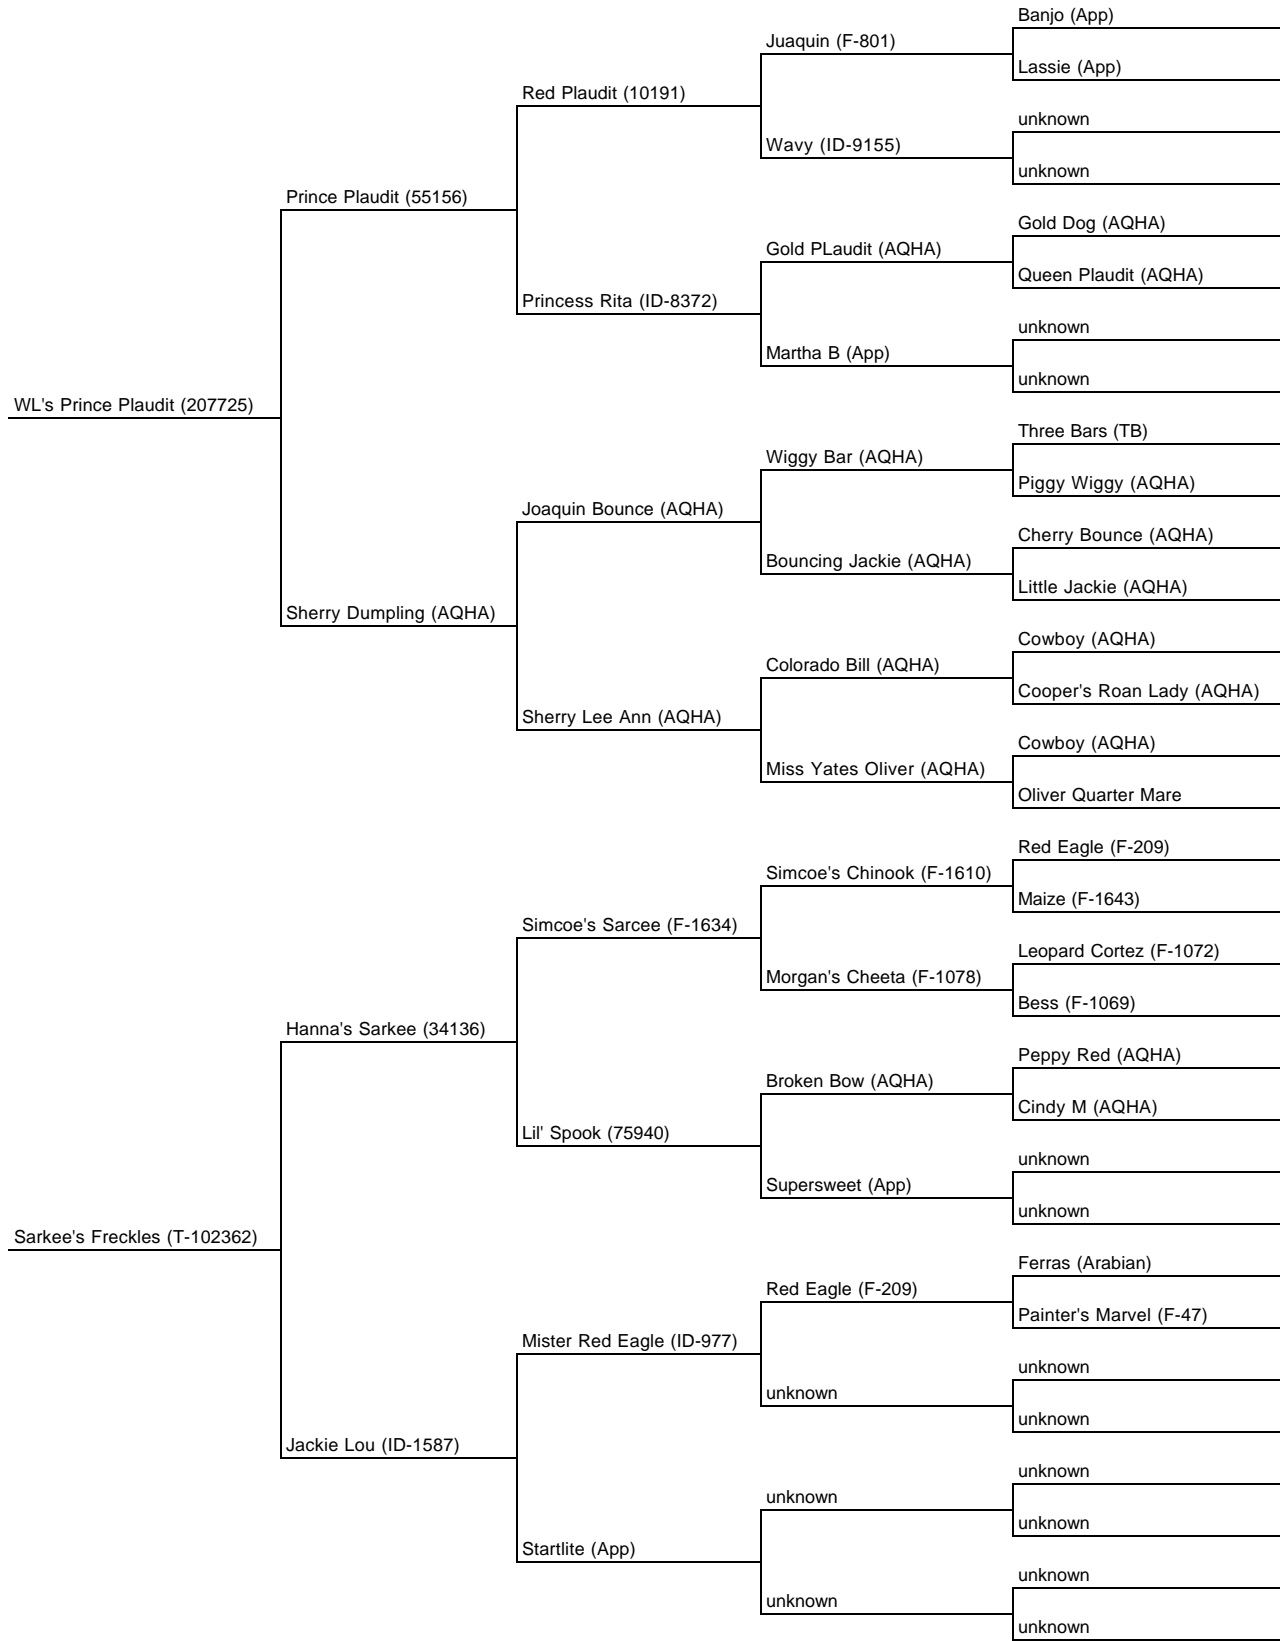 Banjo (App)
Juaquin (F-801)
Lassie (App)
Red Plaudit (10191)
unknown
Wavy (ID-9155)
unknown
Prince Plaudit (55156)
Gold Dog (AQHA)
Gold PLaudit (AQHA)
Queen Plaudit (AQHA)
Princess Rita (ID-8372)
unknown
Martha B (App)
unknown
WL's Prince Plaudit (207725)
Three Bars (TB)
Wiggy Bar (AQHA)
Piggy Wiggy (AQHA)
Joaquin Bounce (AQHA)
Cherry Bounce (AQHA)
Bouncing Jackie (AQHA)
Little Jackie (AQHA)
Sherry Dumpling (AQHA)
Cowboy (AQHA)
Colorado Bill (AQHA)
Cooper's Roan Lady (AQHA)
Sherry Lee Ann (AQHA)
Cowboy (AQHA)
Miss Yates Oliver (AQHA)
Oliver Quarter Mare
Red Eagle (F-209)
Simcoe's Chinook (F-1610)
Maize (F-1643)
Simcoe's Sarcee (F-1634)
Leopard Cortez (F-1072)
Morgan's Cheeta (F-1078)
Bess (F-1069)
Hanna's Sarkee (34136)
Peppy Red (AQHA)
Broken Bow (AQHA)
Cindy M (AQHA)
Lil' Spook (75940)
unknown
Supersweet (App)
unknown
Sarkee's Freckles (T-102362)
Ferras (Arabian)
Red Eagle (F-209)
Painter's Marvel (F-47)
Mister Red Eagle (ID-977)
unknown
unknown
unknown
Jackie Lou (ID-1587)
unknown
unknown
unknown
Startlite (App)
unknown
unknown
unknown